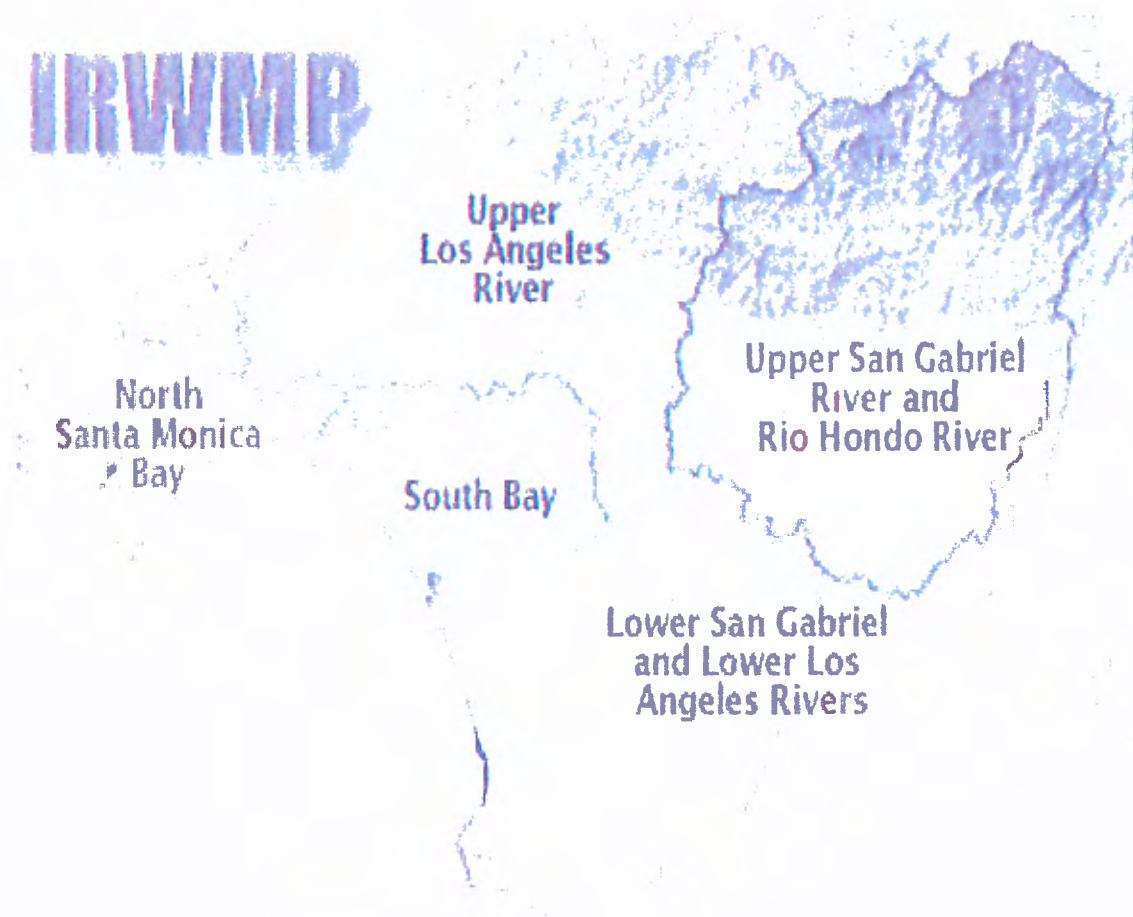 IRWMP
Upper
Los Angeles
River
Upper San Gabriel
River and
Rio Hondo River
North
Santa Monica
Bay
South Bay
Lower San Gabriel
and Lower Los
Angeles Rivers